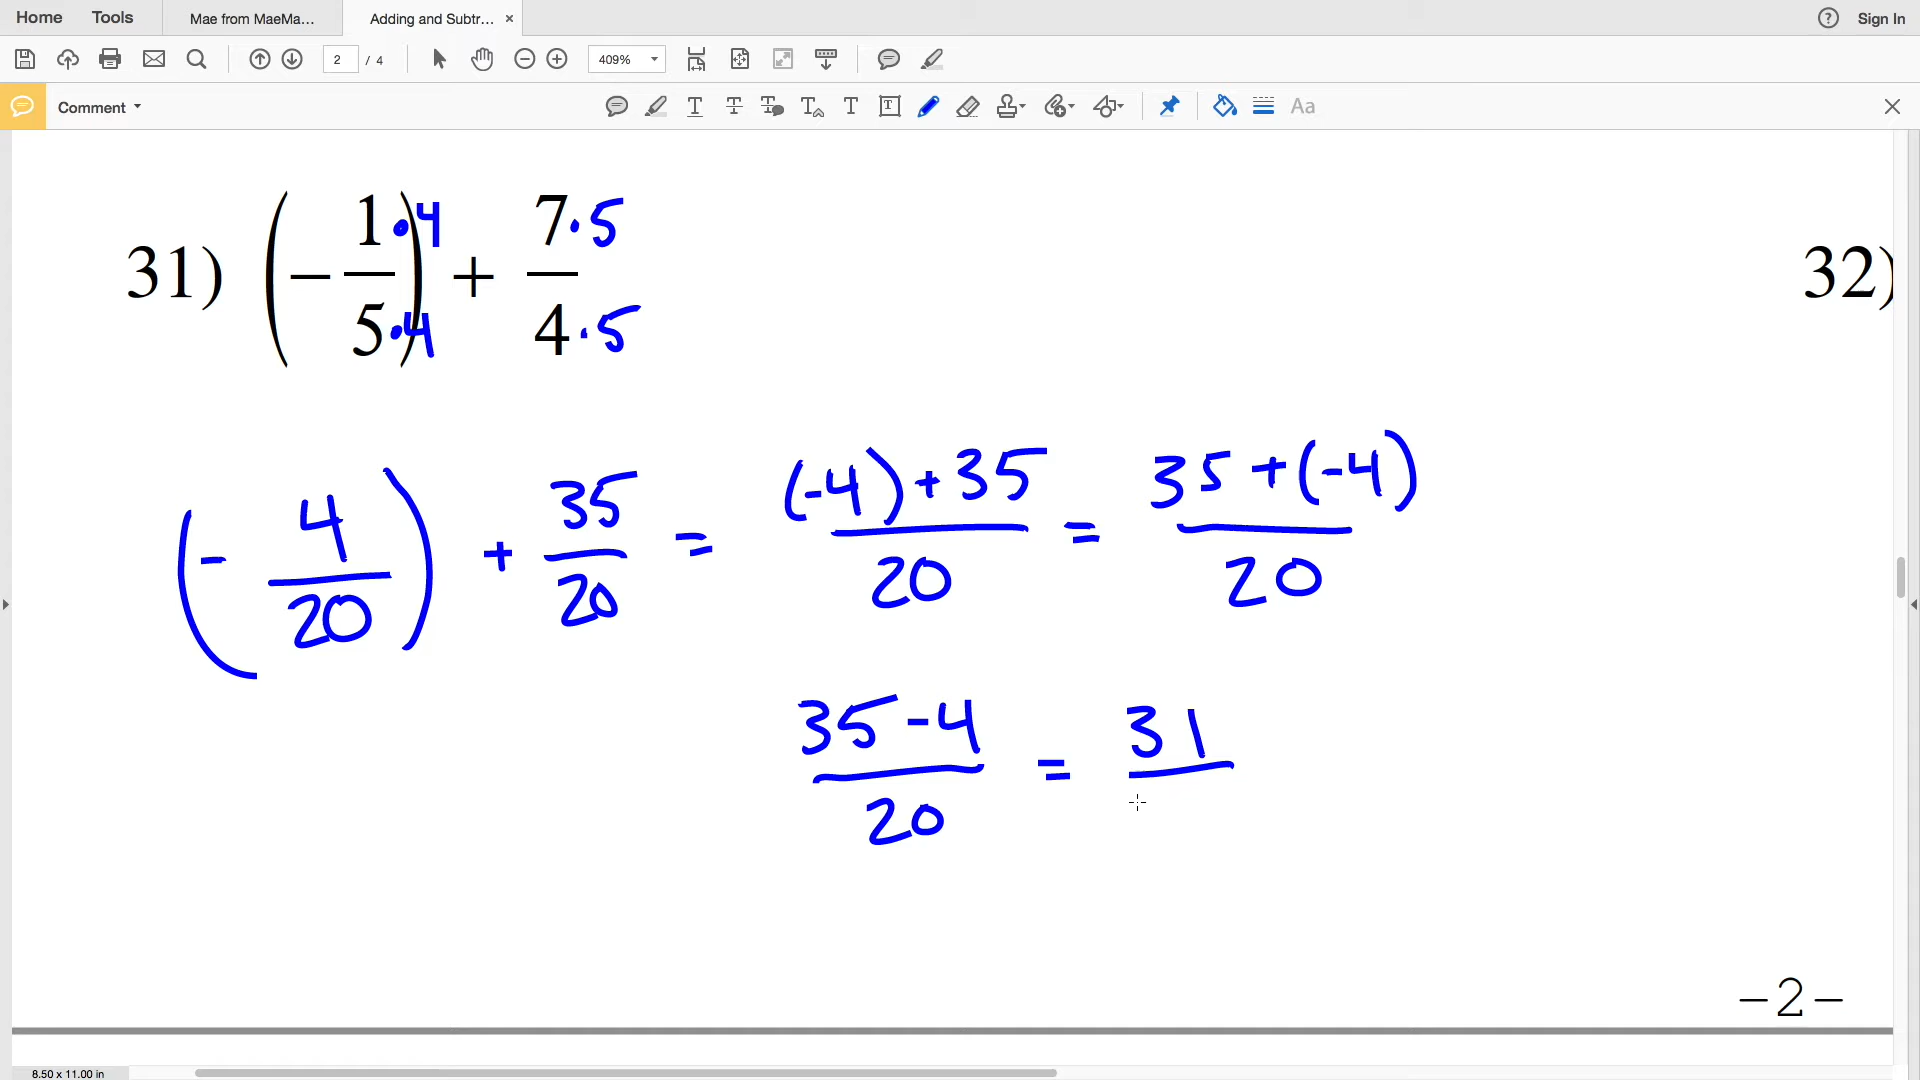 Home Tools Mae from MaeMa... Adding and Subtr... × ? Sign In
2 / 4 409%
Comment T T T T T T Aa
31) (- 1·4/5·4) + 7·5/4·5
32)
(- 4/20) + 35/20 = (-4)+35/20 = 35+(-4)/20
35-4/20 = 31
-2-
8.50 x 11.00 in